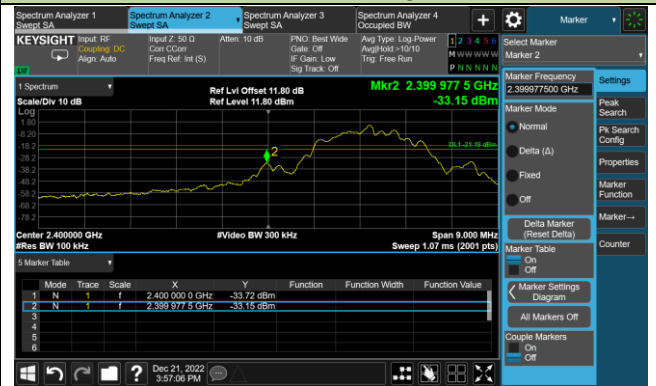 Spectrum Analyzer 1
Swept SA
Spectrum Analyzer 2
Swept SA
Spectrum Analyzer 3
Swept SA
Spectrum Analyzer 4
Occupied BW
+
Marker
KEYSIGHT
Input: RF
Coupling: DC
Align: Auto
Input Z: 50 Ω
Corr CCorr
Freq Ref: Int (S)
Atten: 10 dB
PNO: Best Wide
Gate: Off
IF Gain: Low
Sig Track: Off
Avg Type: Log-Power
Avg|Hold:>10/10
Trig: Free Run
1 2 3 4 5 6
M W W W W W
P N N N N N
LVI
Select Marker
Marker 2
1 Spectrum
Scale/Div 10 dB
Log
Ref Lvl Offset 11.80 dB
Ref Level 11.80 dBm
Mkr2 2.399 977 5 GHz
-33.15 dBm
1.80
-8.20
-18.2
-28.2
-38.2
-48.2
-58.2
-68.2
-78.2
2
DL1 -21.19 dBm
Center 2.400000 GHz
#Res BW 100 kHz
#Video BW 300 kHz
Span 9.000 MHz
Sweep 1.07 ms (2001 pts)
5 Marker Table
Mode Trace Scale X Y Function Function Width Function Value
1 N 1 f 2.400 000 0 GHz -33.72 dBm
2 N 1 f 2.399 977 5 GHz -33.15 dBm
3
4
5
6
Marker Frequency
2.399977500 GHz
Marker Mode
Normal
Delta (Δ)
Fixed
Off
Delta Marker
(Reset Delta)
Marker Table
On
Off
Marker Settings
Diagram
All Markers Off
Couple Markers
On
Off
Settings
Peak
Search
Pk Search
Config
Properties
Marker
Function
Marker→
Counter
?
Dec 21, 2022
3:57:06 PM